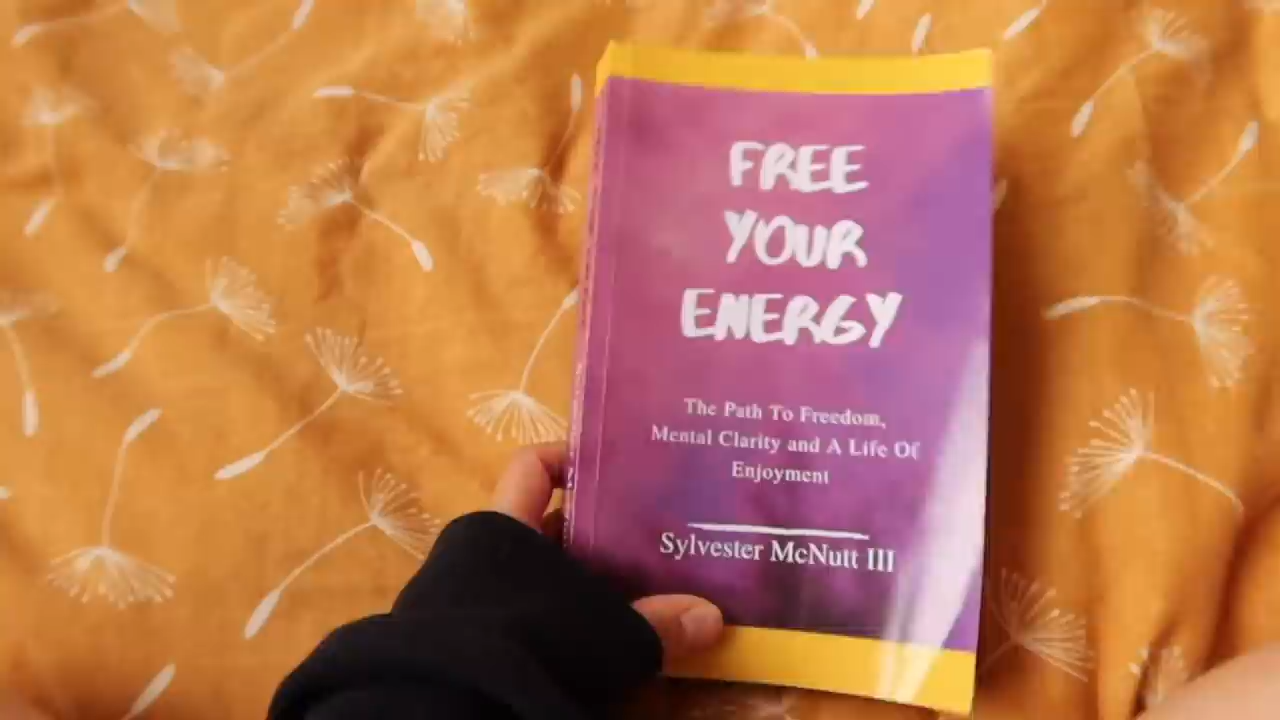 FREE
YOUR
ENERGY
The Path To Freedom,
Mental Clarity and A Life Of
Enjoyment
Sylvester McNutt III